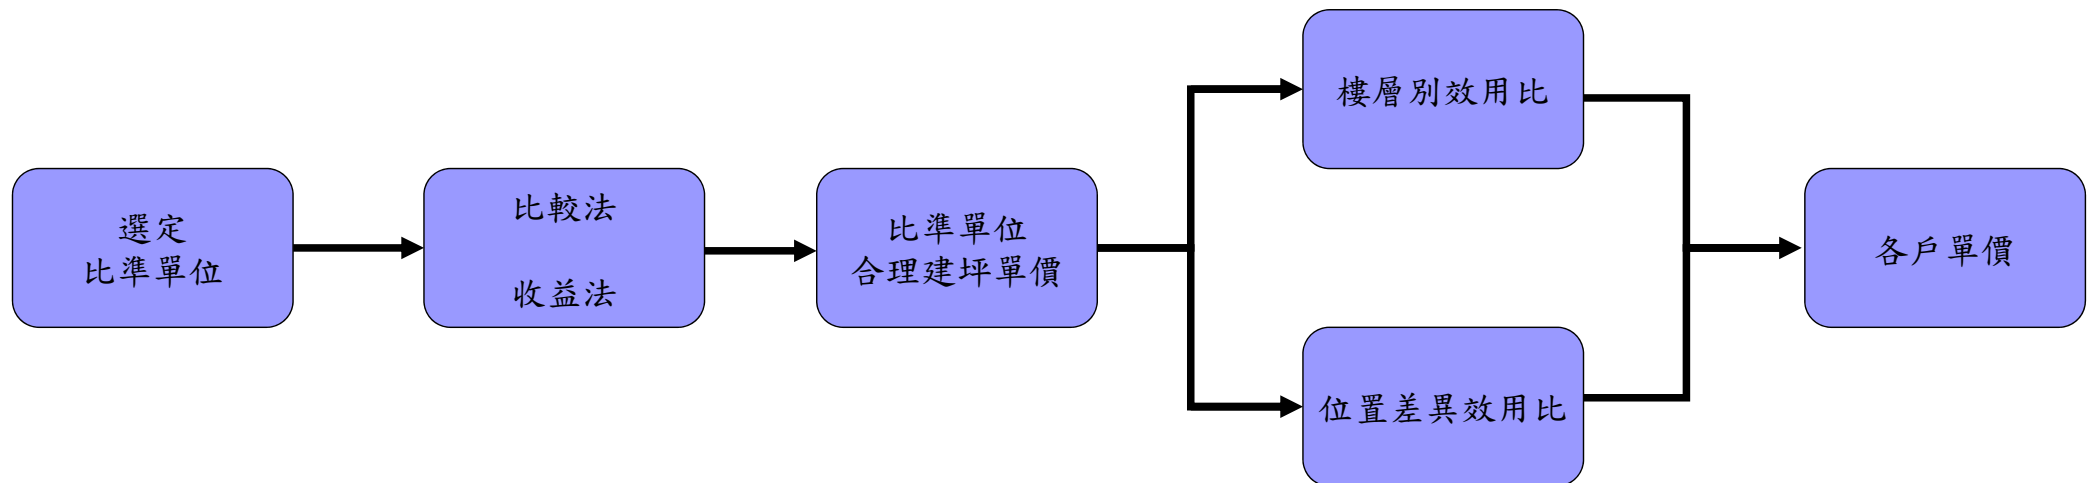 選定
比準單位
比較法
收益法
比準單位
合理建坪單價
樓層別效用比
位置差異效用比
各戶單價